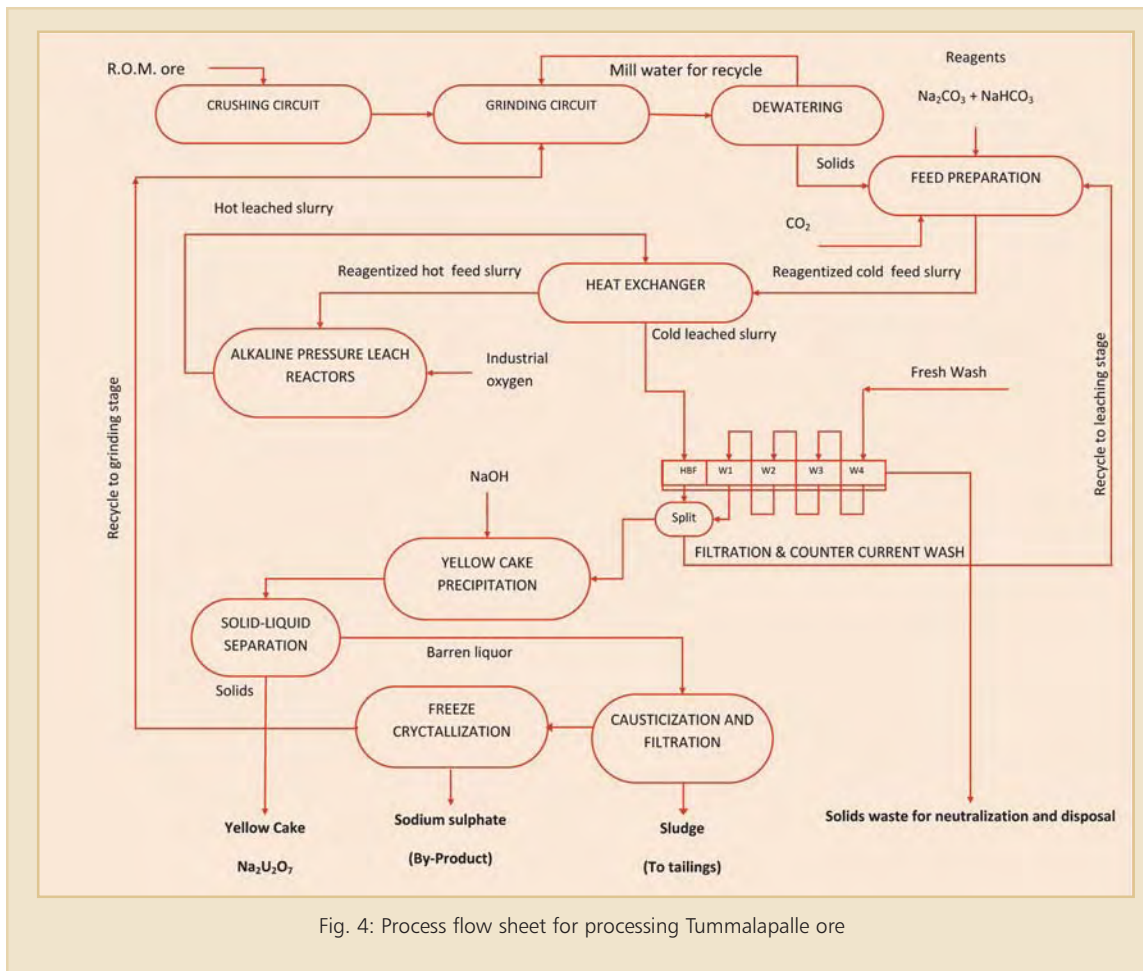 R.O.M. ore
CRUSHING CIRCUIT
GRINDING CIRCUIT
Mill water for recycle
DEWATERING
Reagents
Na₂CO₃ + NaHCO₃
Solids
FEED PREPARATION
CO₂
Hot leached slurry
Reagentized hot feed slurry
HEAT EXCHANGER
Reagentized cold feed slurry
Cold leached slurry
ALKALINE PRESSURE LEACH
REACTORS
Industrial
oxygen
Fresh Wash
Recycle to grinding stage
Recycle to leaching stage
HBF
W1
W2
W3
W4
Split
FILTRATION & COUNTER CURRENT WASH
NaOH
YELLOW CAKE
PRECIPITATION
SOLID-LIQUID
SEPARATION
Barren liquor
Solids
FREEZE
CRYCTALLIZATION
CAUSTICIZATION AND
FILTRATION
Yellow Cake
Na₂U₂O₇
Sodium sulphate
(By-Product)
Sludge
(To tailings)
Solids waste for neutralization and disposal
Fig. 4: Process flow sheet for processing Tummalapalle ore